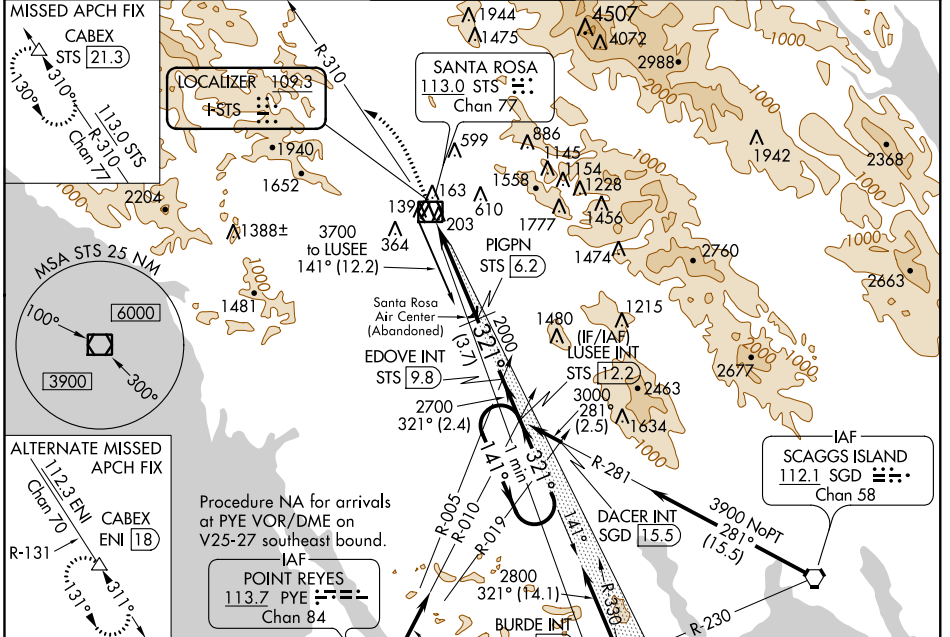 MISSED APCH FIX
CABEX
STS 21.3
310°
130°
113.0 STS
R-310
Chan 77
R-310
LOCALIZER 109.3
I-STS
SANTA ROSA
113.0 STS
Chan 77
1944
1475
4507
4072
2988
1000
2000
1000
1000
1940
1652
2204
1388±
1481
1000
599
886
1145
1154
1558
1228
1456
1777
1474
163
139
203
610
364
1942
2368
2760
2663
1000
2000
1000
2677
1000
1215
1480
2463
1634
MSA STS 25 NM
100°
6000
3900
300°
3700
to LUSEE
141° (12.2)
PIGPN
STS 6.2
Santa Rosa
Air Center
(Abandoned)
(3.7)
321°
2000
EDOVE INT
STS 9.8
(IF/IAF)
LUSEE INT
STS 12.2
2700
321° (2.4)
3000
281°
(2.5)
141°
1 min
321°
R-281
IAF
SCAGGS ISLAND
112.1 SGD
Chan 58
3900 NoPT
281°
(15.5)
DACER INT
SGD 15.5
R-005
R-010
R-019
141°
R-330
R-230
ALTERNATE MISSED
APCH FIX
112.3 ENI
Chan 70
R-131
CABEX
ENI 18
131°
311°
Procedure NA for arrivals
at PYE VOR/DME on
V25-27 southeast bound.
IAF
POINT REYES
113.7 PYE
Chan 84
2800
321° (14.1)
BURDE INT